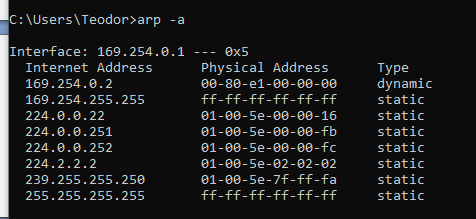 C:\Users\Teodor>arp -a
Interface: 169.254.0.1 --- 0x5
Internet Address Physical Address Type
169.254.0.2 00-80-e1-00-00-00 dynamic
169.254.255.255 ff-ff-ff-ff-ff-ff static
224.0.0.22 01-00-5e-00-00-16 static
224.0.0.251 01-00-5e-00-00-fb static
224.0.0.252 01-00-5e-00-00-fc static
224.2.2.2 01-00-5e-02-02-02 static
239.255.255.250 01-00-5e-7f-ff-fa static
255.255.255.255 ff-ff-ff-ff-ff-ff static